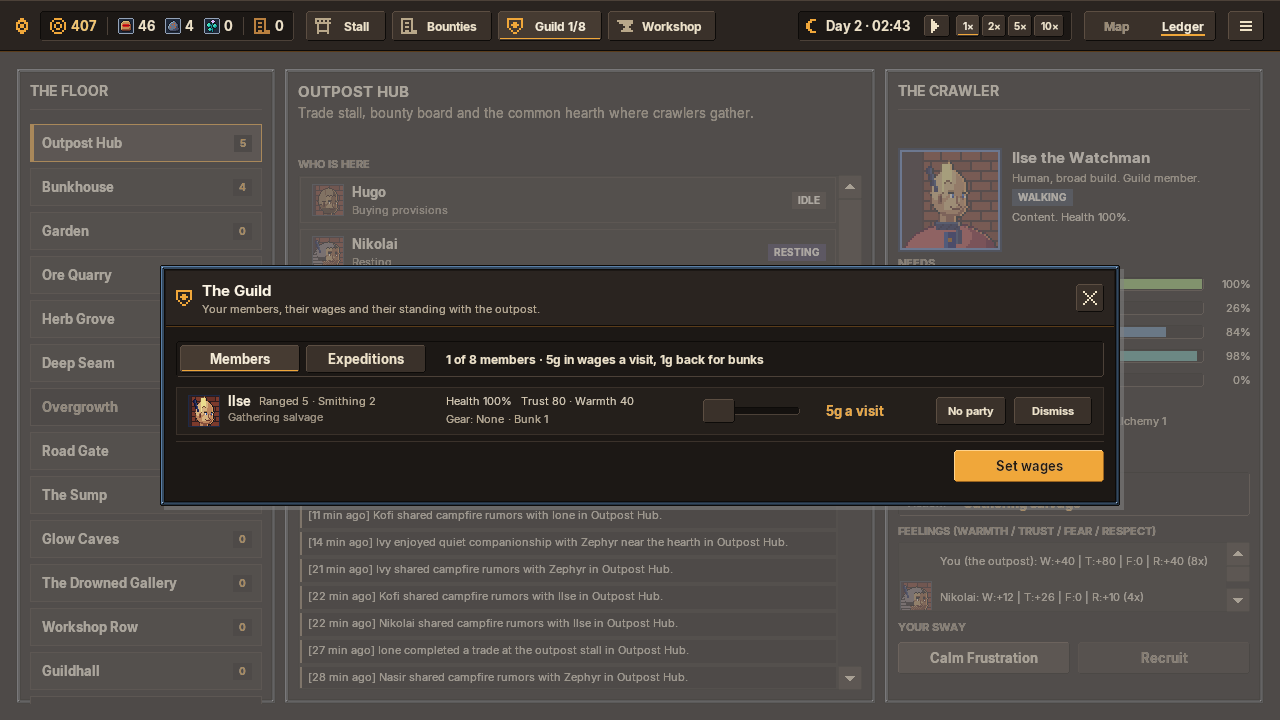 407 46 4 0 0 Stall Bounties Guild 1/8 Workshop Day 2 · 02:43 1× 2× 5× 10× Map Ledger
THE FLOOR
Outpost Hub 5
Bunkhouse 4
Garden 0
Ore Quarry
Herb Grove
Deep Seam
Overgrowth
Road Gate
The Sump
Glow Caves 0
The Drowned Gallery 0
Workshop Row 0
Guildhall 0
OUTPOST HUB
Trade stall, bounty board and the common hearth where crawlers gather.
WHO IS HERE
Hugo
Buying provisions
IDLE
Nikolai
Resting
RESTING
THE CRAWLER
Ilse the Watchman
Human, broad build. Guild member.
WALKING
Content. Health 100%.
NEEDS
100%
26%
84%
98%
0%
lchemy 1
The Guild
Your members, their wages and their standing with the outpost.
Members Expeditions 1 of 8 members · 5g in wages a visit, 1g back for bunks
Ilse Ranged 5 · Smithing 2
Gathering salvage
Health 100% Trust 80 · Warmth 40
Gear: None · Bunk 1
5g a visit No party Dismiss
Set wages
[11 min ago] Kofi shared campfire rumors with Ione in Outpost Hub.
[14 min ago] Ivy enjoyed quiet companionship with Zephyr near the hearth in Outpost Hub.
[21 min ago] Ivy shared campfire rumors with Zephyr in Outpost Hub.
[22 min ago] Kofi shared campfire rumors with Ilse in Outpost Hub.
[22 min ago] Nikolai shared campfire rumors with Ilse in Outpost Hub.
[27 min ago] Ione completed a trade at the outpost stall in Outpost Hub.
[28 min ago] Nasir shared campfire rumors with Zephyr in Outpost Hub.
FEELINGS (WARMTH / TRUST / FEAR / RESPECT)
You (the outpost): W:+40 | T:+80 | F:0 | R:+40 (8x)
Nikolai: W:+12 | T:+26 | F:0 | R:+10 (4x)
YOUR SWAY
Calm Frustration Recruit